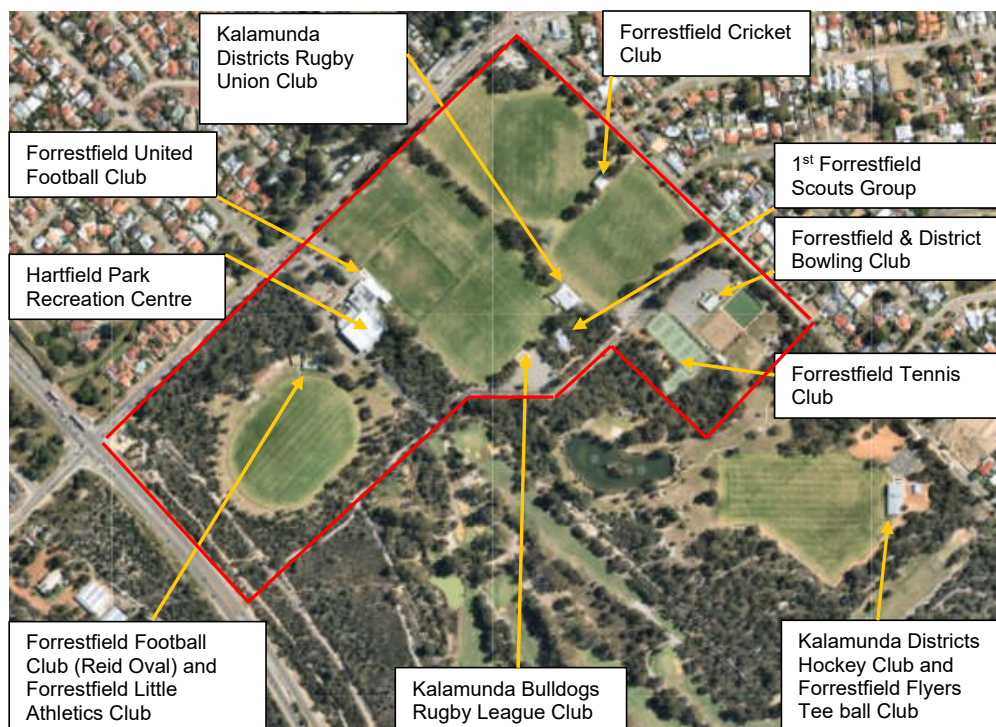 Kalamunda
Districts Rugby
Union Club
Forrestfield Cricket
Club
Forrestfield United
Football Club
1st Forrestfield
Scouts Group
Hartfield Park
Recreation Centre
Forrestfield & District
Bowling Club
Forrestfield Tennis
Club
Forrestfield Football
Club (Reid Oval) and
Forrestfield Little
Athletics Club
Kalamunda Bulldogs
Rugby League Club
Kalamunda Districts
Hockey Club and
Forrestfield Flyers
Tee ball Club